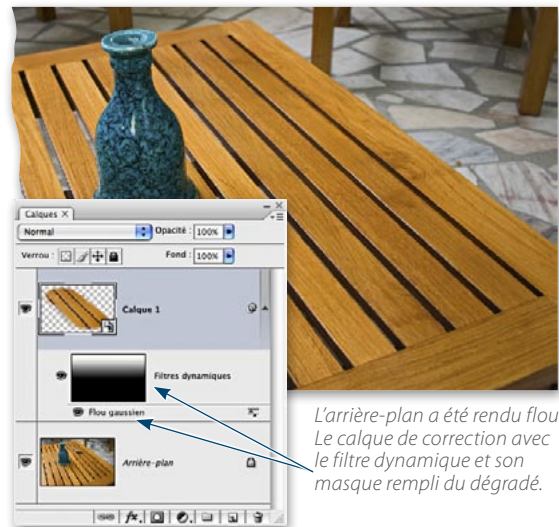 Calques ×
Normal Opacité : 100%
Verrou : Fond : 100%
Calque 1
Filtres dynamiques
Flou gaussien
Arrière-plan
fx
L'arrière-plan a été rendu flou.
Le calque de correction avec
le filtre dynamique et son
masque rempli du dégradé.